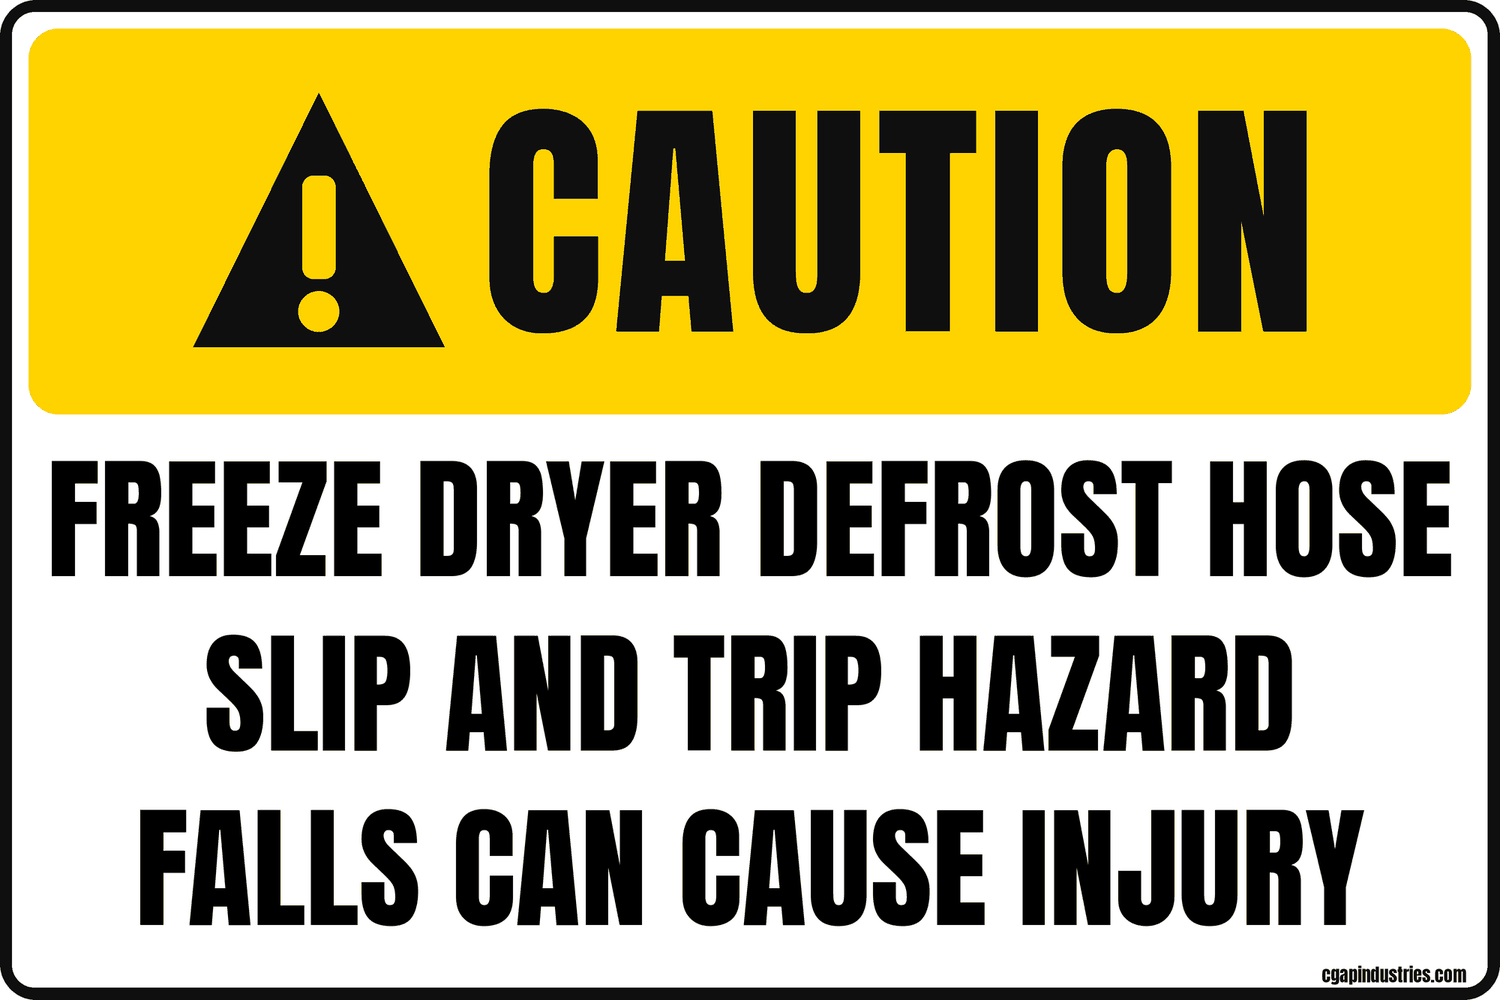 CAUTION
FREEZE DRYER DEFROST HOSE
SLIP AND TRIP HAZARD
FALLS CAN CAUSE INJURY
cgapindustries.com